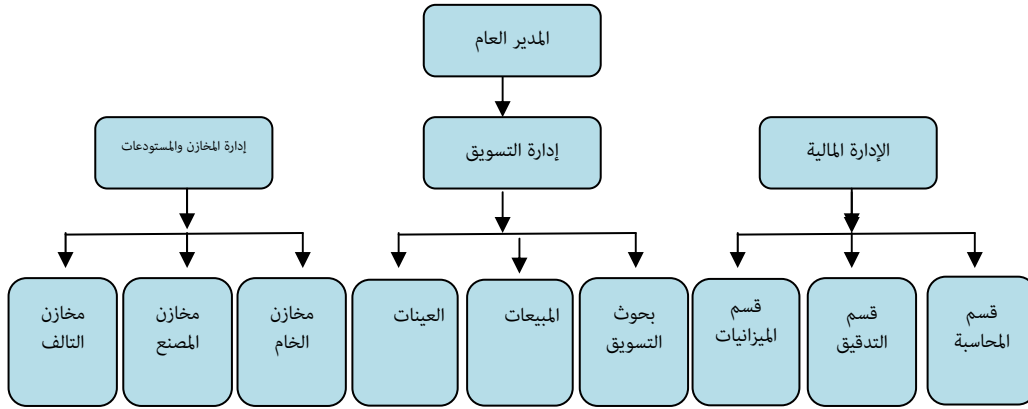 المدير العام
الإدارة المالية
إدارة التسويق
إدارة المخازن والمستودعات
قسم
المحاسبة
قسم
التدقيق
قسم
الميزانيات
بحوث
التسويق
المبيعات
العينات
مخازن
الخام
مخازن
المصنع
مخازن
التالف